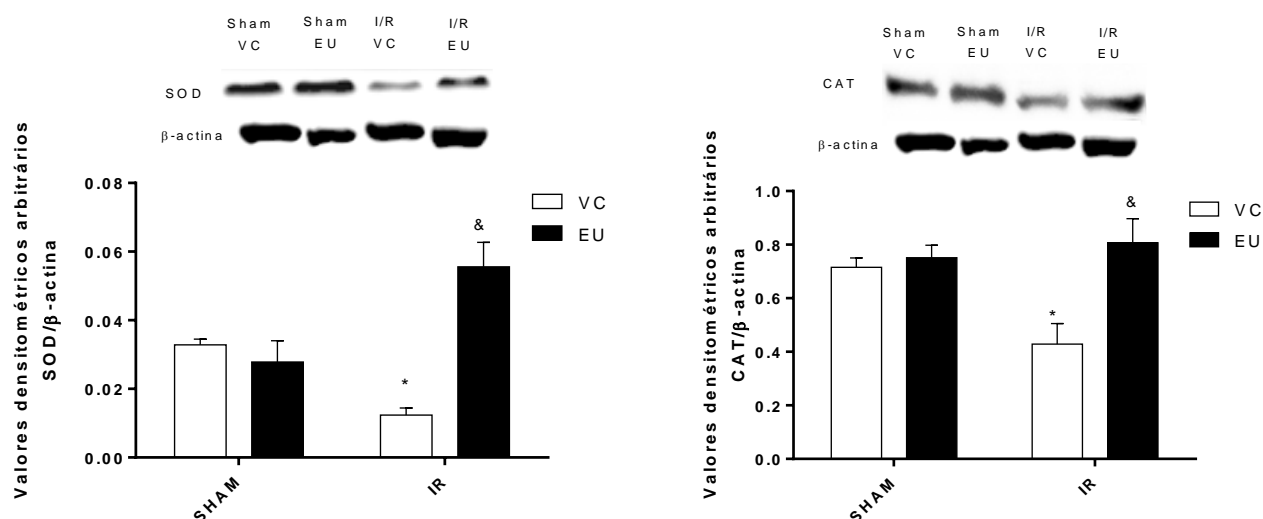 Sham Sham I/R I/R
VC EU VC EU
SOD
β-actina
Valores densitométricos arbitrários
SOD/β-actina
0.08
0.06
0.04
0.02
0.00
*
&
VC
EU
SHAM
IR
Sham Sham I/R I/R
VC EU VC EU
CAT
β-actina
Valores densitométricos arbitrários
CAT/β-actina
1.0
0.8
0.6
0.4
0.2
0.0
*
&
VC
EU
SHAM
IR